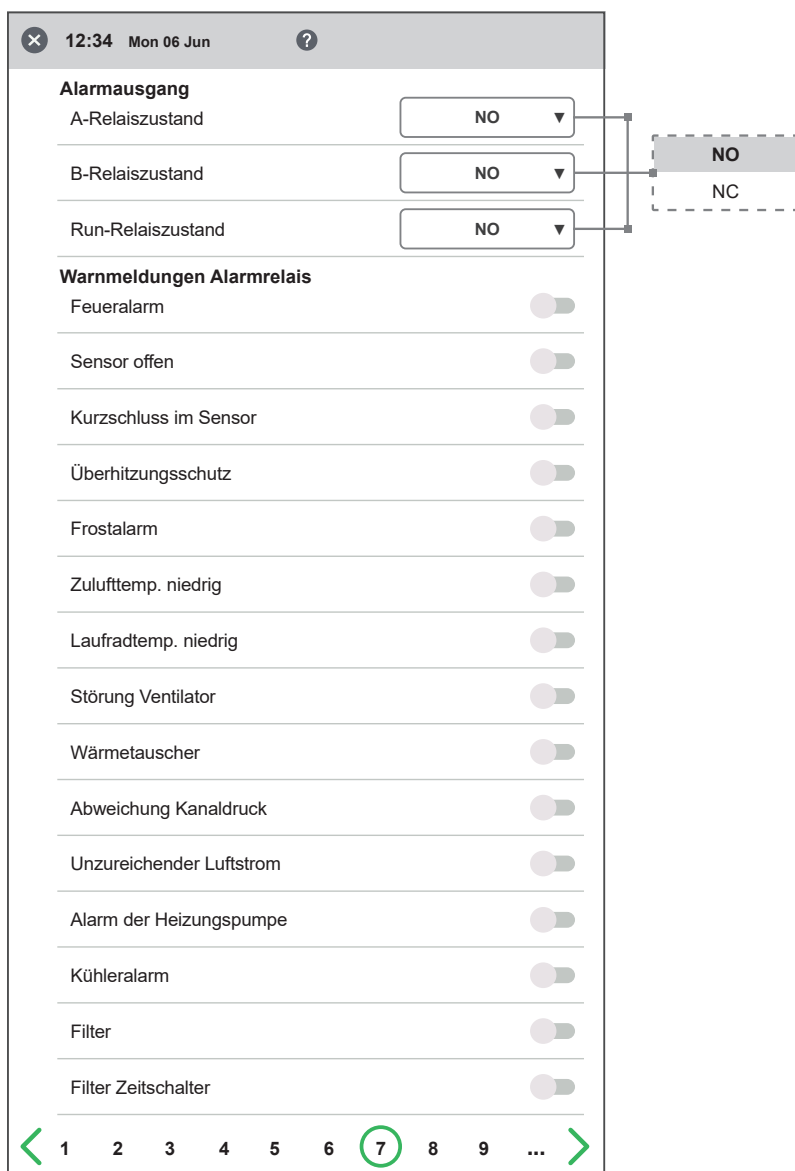 12:34 Mon 06 Jun ?
Alarmausgang
A-Relaiszustand NO ▼
B-Relaiszustand NO ▼
Run-Relaiszustand NO ▼
NO
NC
Warnmeldungen Alarmrelais
Feueralarm
Sensor offen
Kurzschluss im Sensor
Überhitzungsschutz
Frostalarm
Zulufttemp. niedrig
Laufradtemp. niedrig
Störung Ventilator
Wärmetauscher
Abweichung Kanaldruck
Unzureichender Luftstrom
Alarm der Heizungspumpe
Kühleralarm
Filter
Filter Zeitschalter
1 2 3 4 5 6 7 8 9 ...